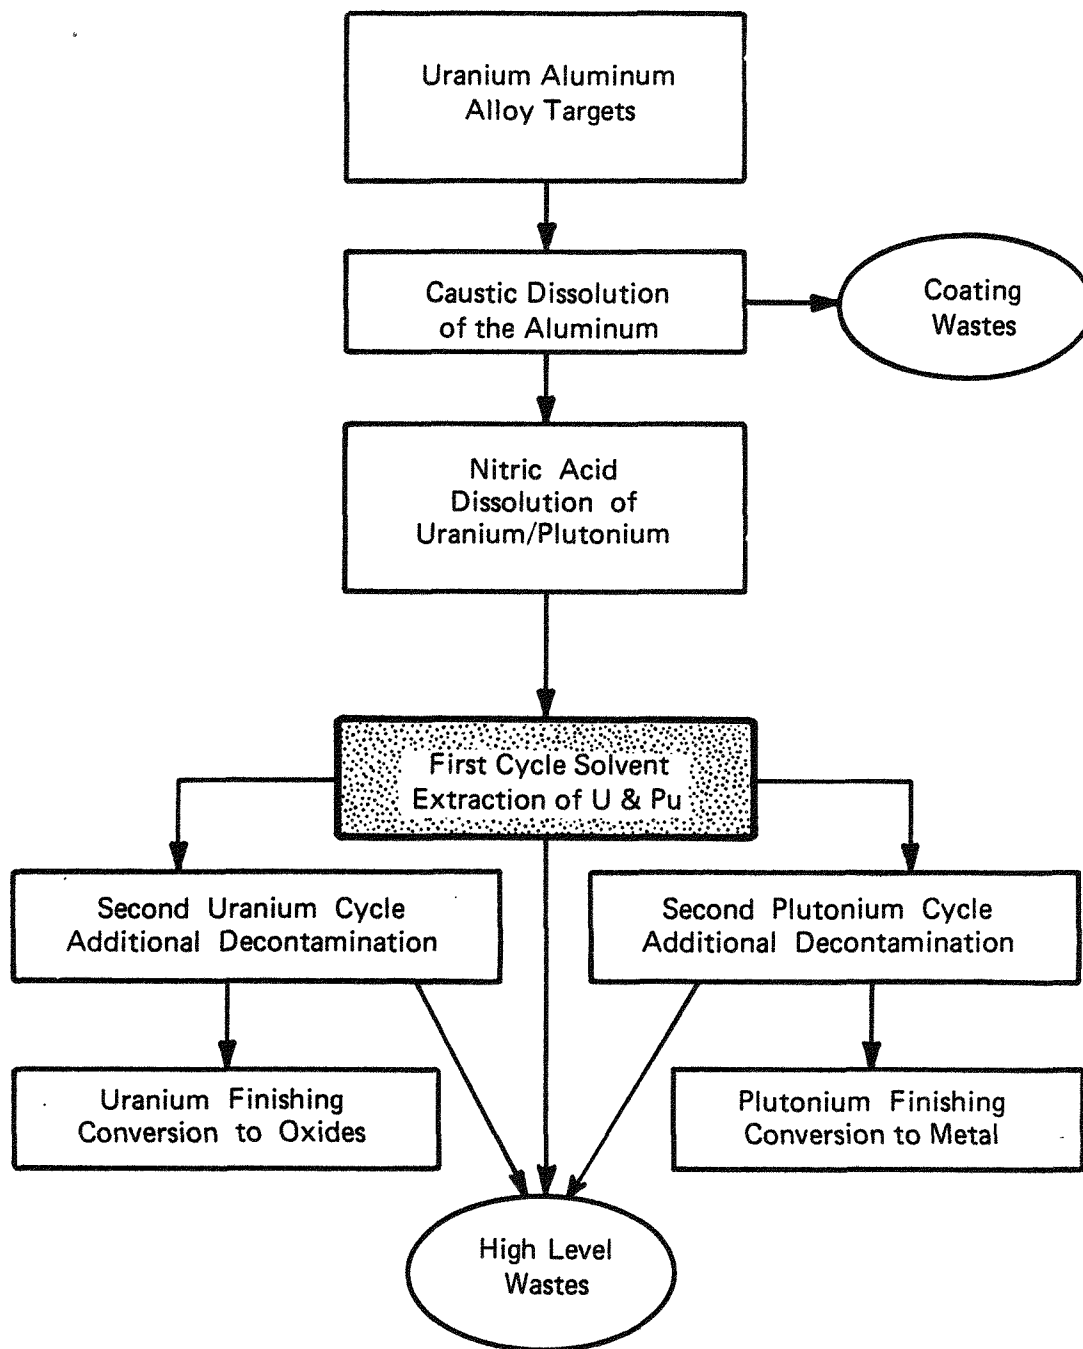 Uranium Aluminum
Alloy Targets
Caustic Dissolution
of the Aluminum
Coating
Wastes
Nitric Acid
Dissolution of
Uranium/Plutonium
First Cycle Solvent
Extraction of U & Pu
Second Uranium Cycle
Additional Decontamination
Second Plutonium Cycle
Additional Decontamination
Uranium Finishing
Conversion to Oxides
Plutonium Finishing
Conversion to Metal
High Level
Wastes